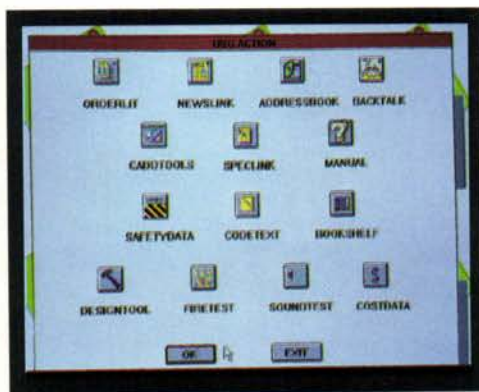 ORDERLIT NEWSLINK ADDRESSBOOK BACKTALK
CADDTOOLS SPECLINK MANUAL
SAFETYDATA CODETEXT BOOKSHELF
DESIGNTOOL FIRETEST SOUNDTEST COSTDATA
OK EXIT